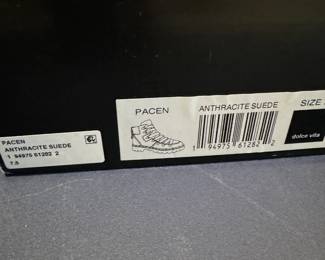 PACEN
ANTHRACITE SUEDE
1 94975 61282 2
7.5
PACEN
ANTHRACITE SUEDE
SIZE
1 94975 61282 2
dolce vita